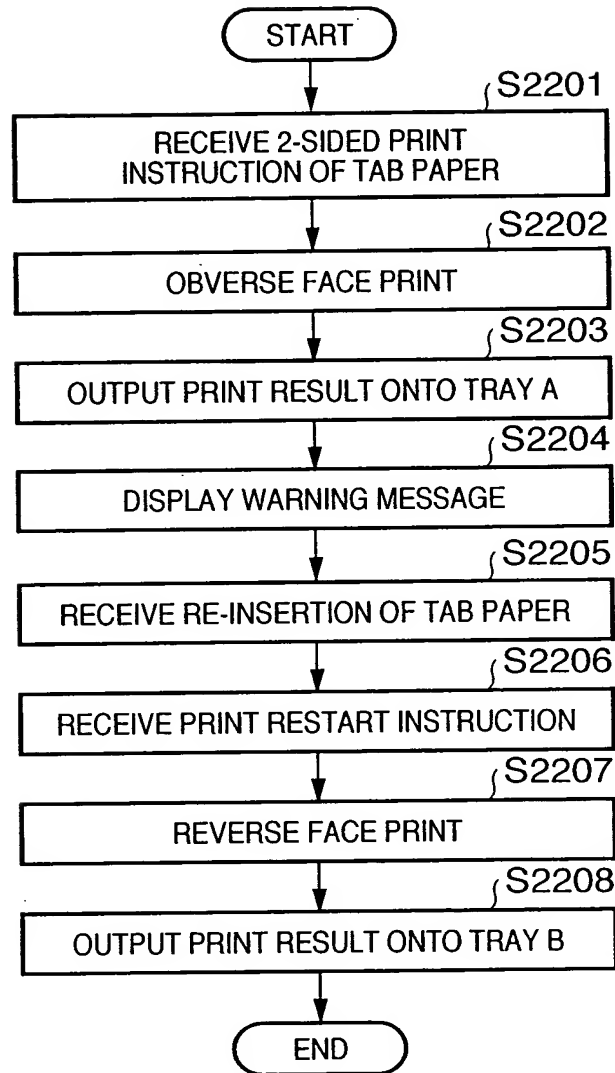 START
S2201
RECEIVE 2-SIDED PRINT
INSTRUCTION OF TAB PAPER
S2202
OBVERSE FACE PRINT
S2203
OUTPUT PRINT RESULT ONTO TRAY A
S2204
DISPLAY WARNING MESSAGE
S2205
RECEIVE RE-INSERTION OF TAB PAPER
S2206
RECEIVE PRINT RESTART INSTRUCTION
S2207
REVERSE FACE PRINT
S2208
OUTPUT PRINT RESULT ONTO TRAY B
END